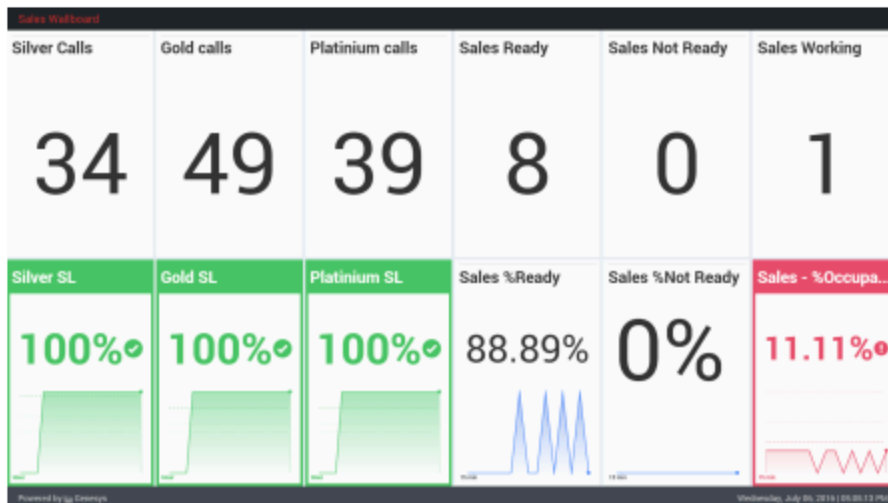 Sales Wallboard
Silver Calls
Gold calls
Platinium calls
Sales Ready
Sales Not Ready
Sales Working
34
49
39
8
0
1
Silver SL
Gold SL
Platinium SL
Sales %Ready
Sales %Not Ready
Sales - %Occupa...
100%
100%
100%
88.89%
0%
11.11%
Powered by Genesys
Wednesday, July 06, 2016 |